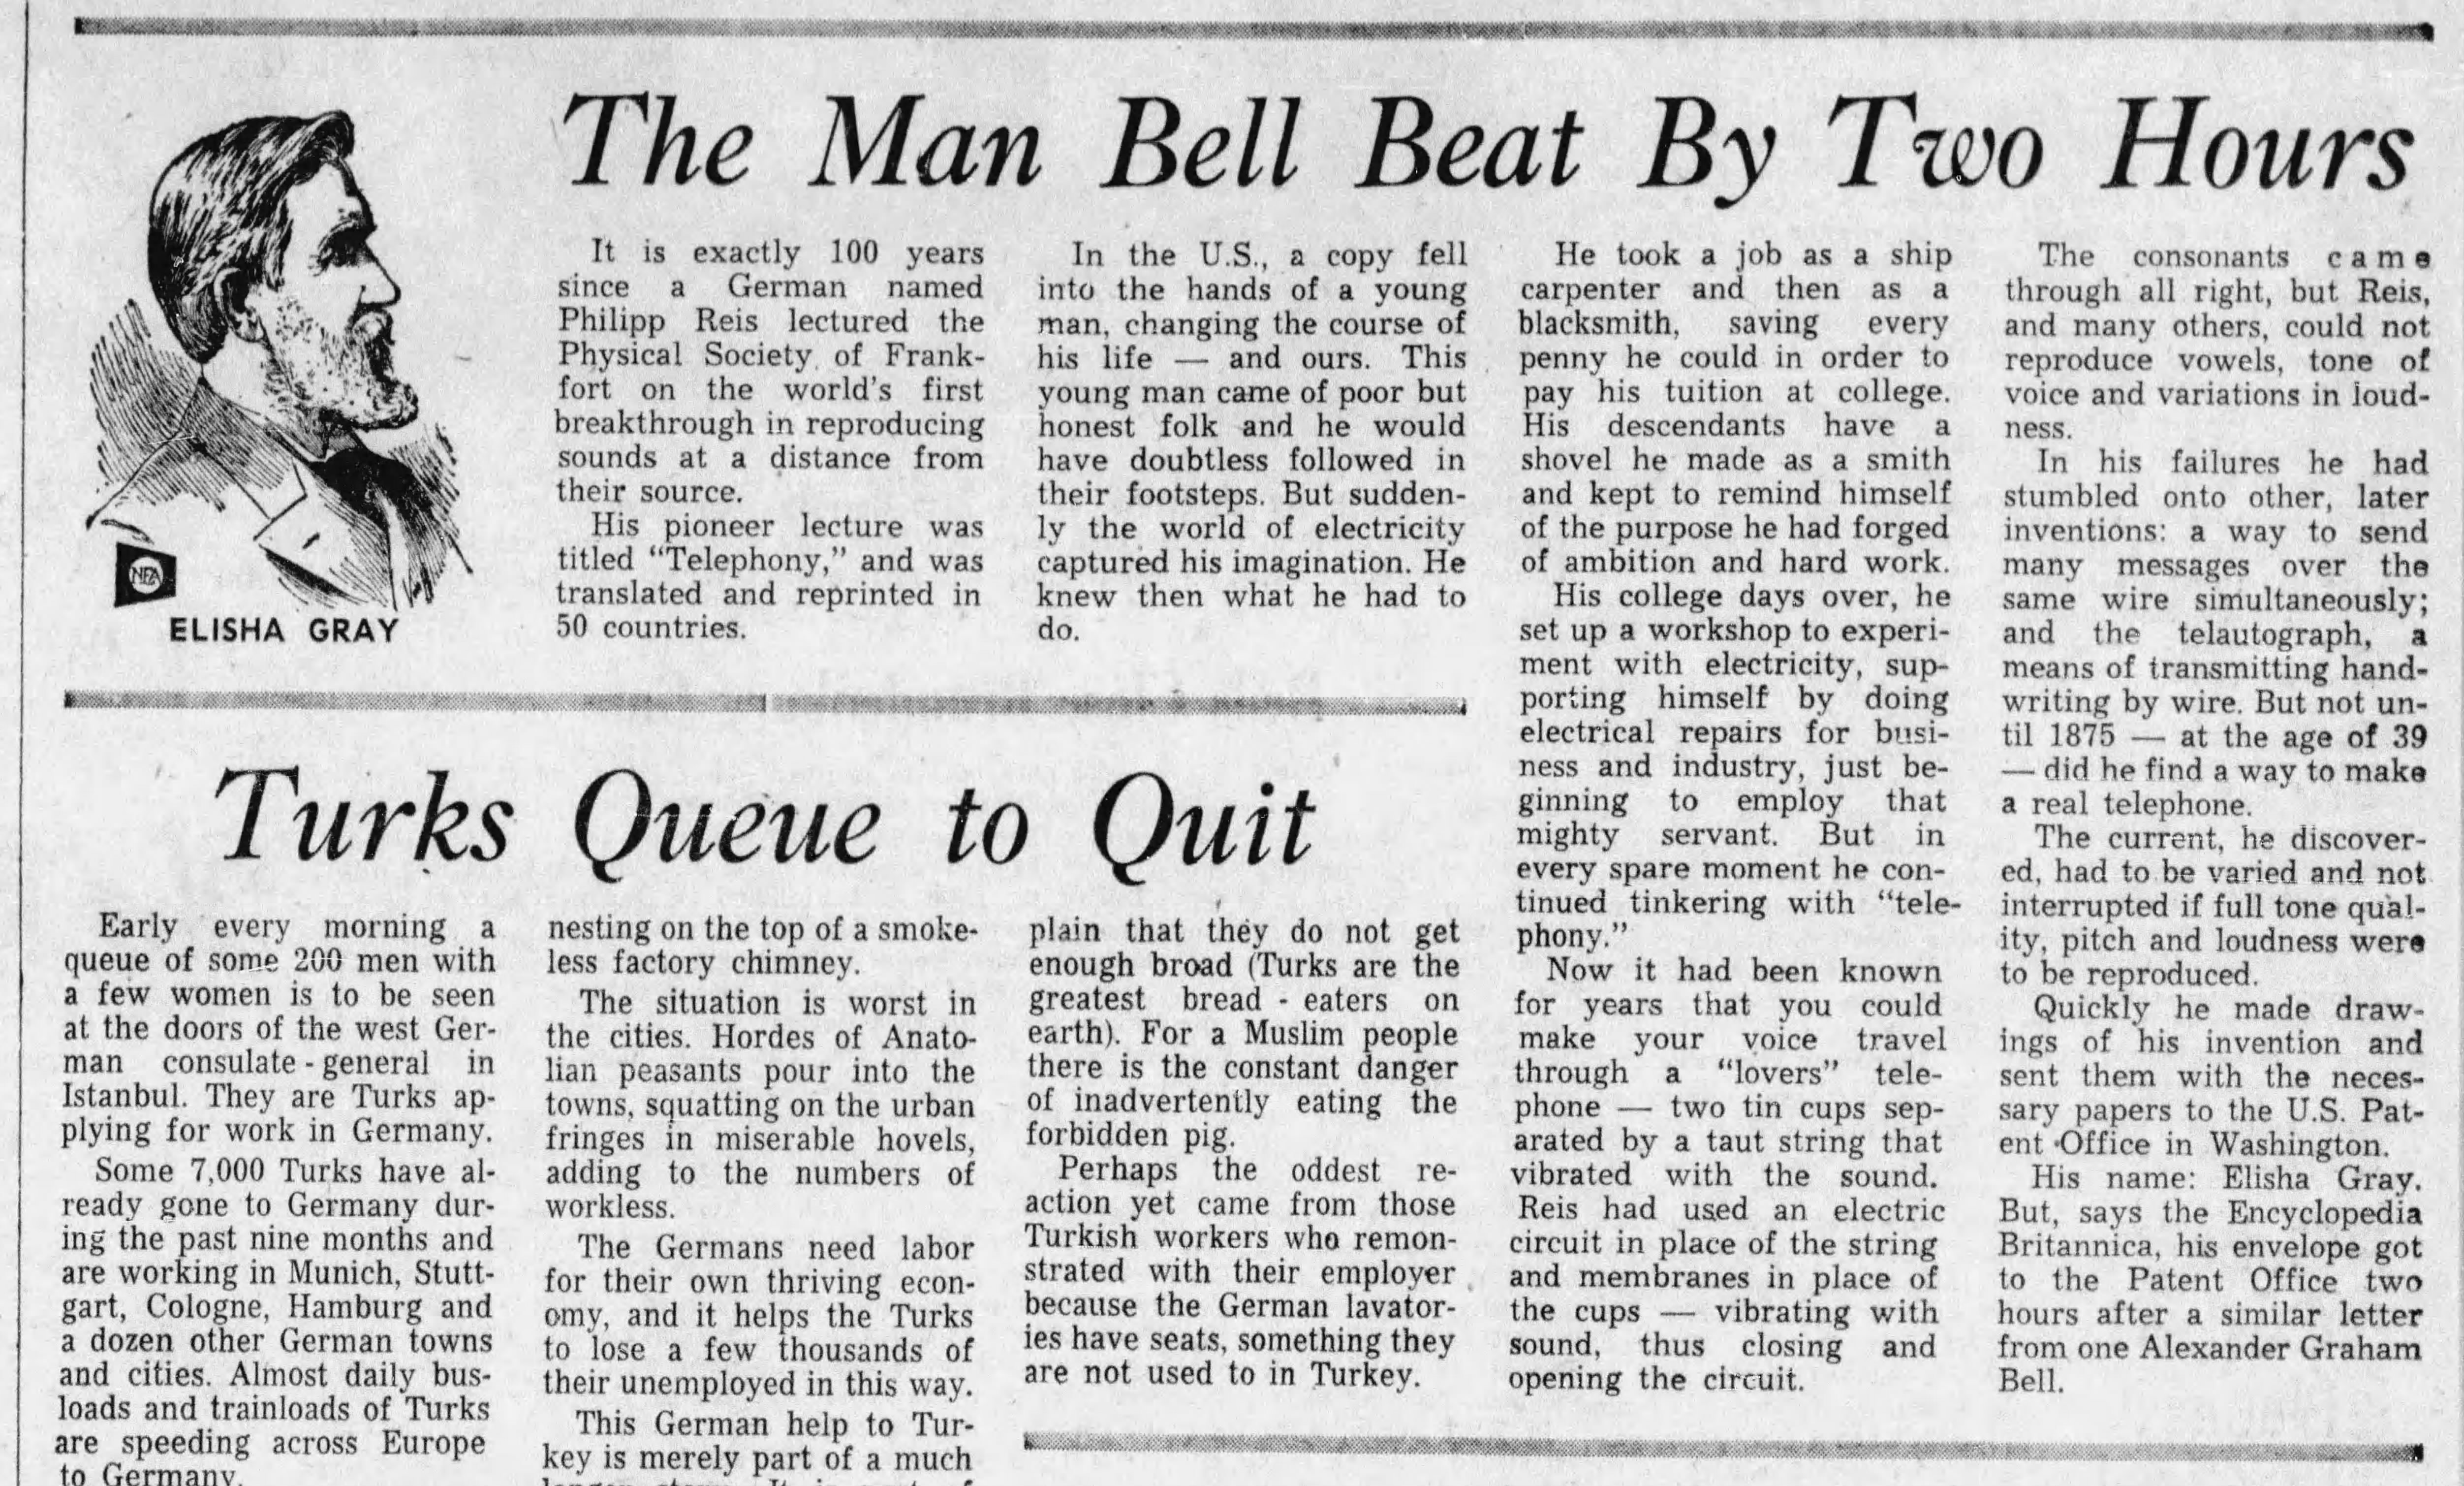 The Man Bell Beat By Two Hours
NEA
ELISHA GRAY
It is exactly 100 years
since a German named
Philipp Reis lectured the
Physical Society of Frank-
fort on the world's first
breakthrough in reproducing
sounds at a distance from
their source.
His pioneer lecture was
titled "Telephony," and was
translated and reprinted in
50 countries.
In the U.S., a copy fell
into the hands of a young
man, changing the course of
his life — and ours. This
young man came of poor but
honest folk and he would
have doubtless followed in
their footsteps. But sudden-
ly the world of electricity
captured his imagination. He
knew then what he had to
do.
He took a job as a ship
carpenter and then as a
blacksmith, saving every
penny he could in order to
pay his tuition at college.
His descendants have a
shovel he made as a smith
and kept to remind himself
of the purpose he had forged
of ambition and hard work.
His college days over, he
set up a workshop to experi-
ment with electricity, sup-
porting himself by doing
electrical repairs for busi-
ness and industry, just be-
ginning to employ that
mighty servant. But in
every spare moment he con-
tinued tinkering with "tele-
phony."
Now it had been known
for years that you could
make your voice travel
through a "lovers" tele-
phone — two tin cups sep-
arated by a taut string that
vibrated with the sound.
Reis had used an electric
circuit in place of the string
and membranes in place of
the cups — vibrating with
sound, thus closing and
opening the circuit.
The consonants came
through all right, but Reis,
and many others, could not
reproduce vowels, tone of
voice and variations in loud-
ness.
In his failures he had
stumbled onto other, later
inventions: a way to send
many messages over the
same wire simultaneously;
and the telautograph, a
means of transmitting hand-
writing by wire. But not un-
til 1875 — at the age of 39
— did he find a way to make
a real telephone.
The current, he discover-
ed, had to be varied and not
interrupted if full tone qual-
ity, pitch and loudness were
to be reproduced.
Quickly he made draw-
ings of his invention and
sent them with the neces-
sary papers to the U.S. Pat-
ent Office in Washington.
His name: Elisha Gray.
But, says the Encyclopedia
Britannica, his envelope got
to the Patent Office two
hours after a similar letter
from one Alexander Graham
Bell.
Turks Queue to Quit
Early every morning a
queue of some 200 men with
a few women is to be seen
at the doors of the west Ger-
man consulate - general in
Istanbul. They are Turks ap-
plying for work in Germany.
Some 7,000 Turks have al-
ready gone to Germany dur-
ing the past nine months and
are working in Munich, Stutt-
gart, Cologne, Hamburg and
a dozen other German towns
and cities. Almost daily bus-
loads and trainloads of Turks
are speeding across Europe
to Germany.
nesting on the top of a smoke-
less factory chimney.
The situation is worst in
the cities. Hordes of Anato-
lian peasants pour into the
towns, squatting on the urban
fringes in miserable hovels,
adding to the numbers of
workless.
The Germans need labor
for their own thriving econ-
omy, and it helps the Turks
to lose a few thousands of
their unemployed in this way.
This German help to Tur-
key is merely part of a much
plain that they do not get
enough broad (Turks are the
greatest bread - eaters on
earth). For a Muslim people
there is the constant danger
of inadvertently eating the
forbidden pig.
Perhaps the oddest re-
action yet came from those
Turkish workers who remon-
strated with their employer
because the German lavator-
ies have seats, something they
are not used to in Turkey.